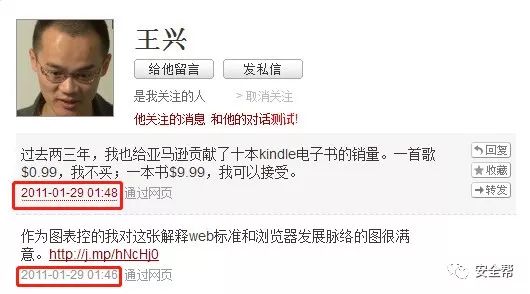 王兴
给他留言 发私信
是我关注的人 >取消关注
他关注的消息 和他的对话测试!
过去两三年，我也给亚马逊贡献了十本kindle电子书的销量。一首歌
$0.99，我不买；一本书$9.99，我可以接受。
2011-01-29 01:48 通过网页
回复
收藏
转发
作为图表控的我对这张解释web标准和浏览器发展脉络的图很满
意。http://j.mp/hNcHj0
2011-01-29 01:46 通过网页
安全帮